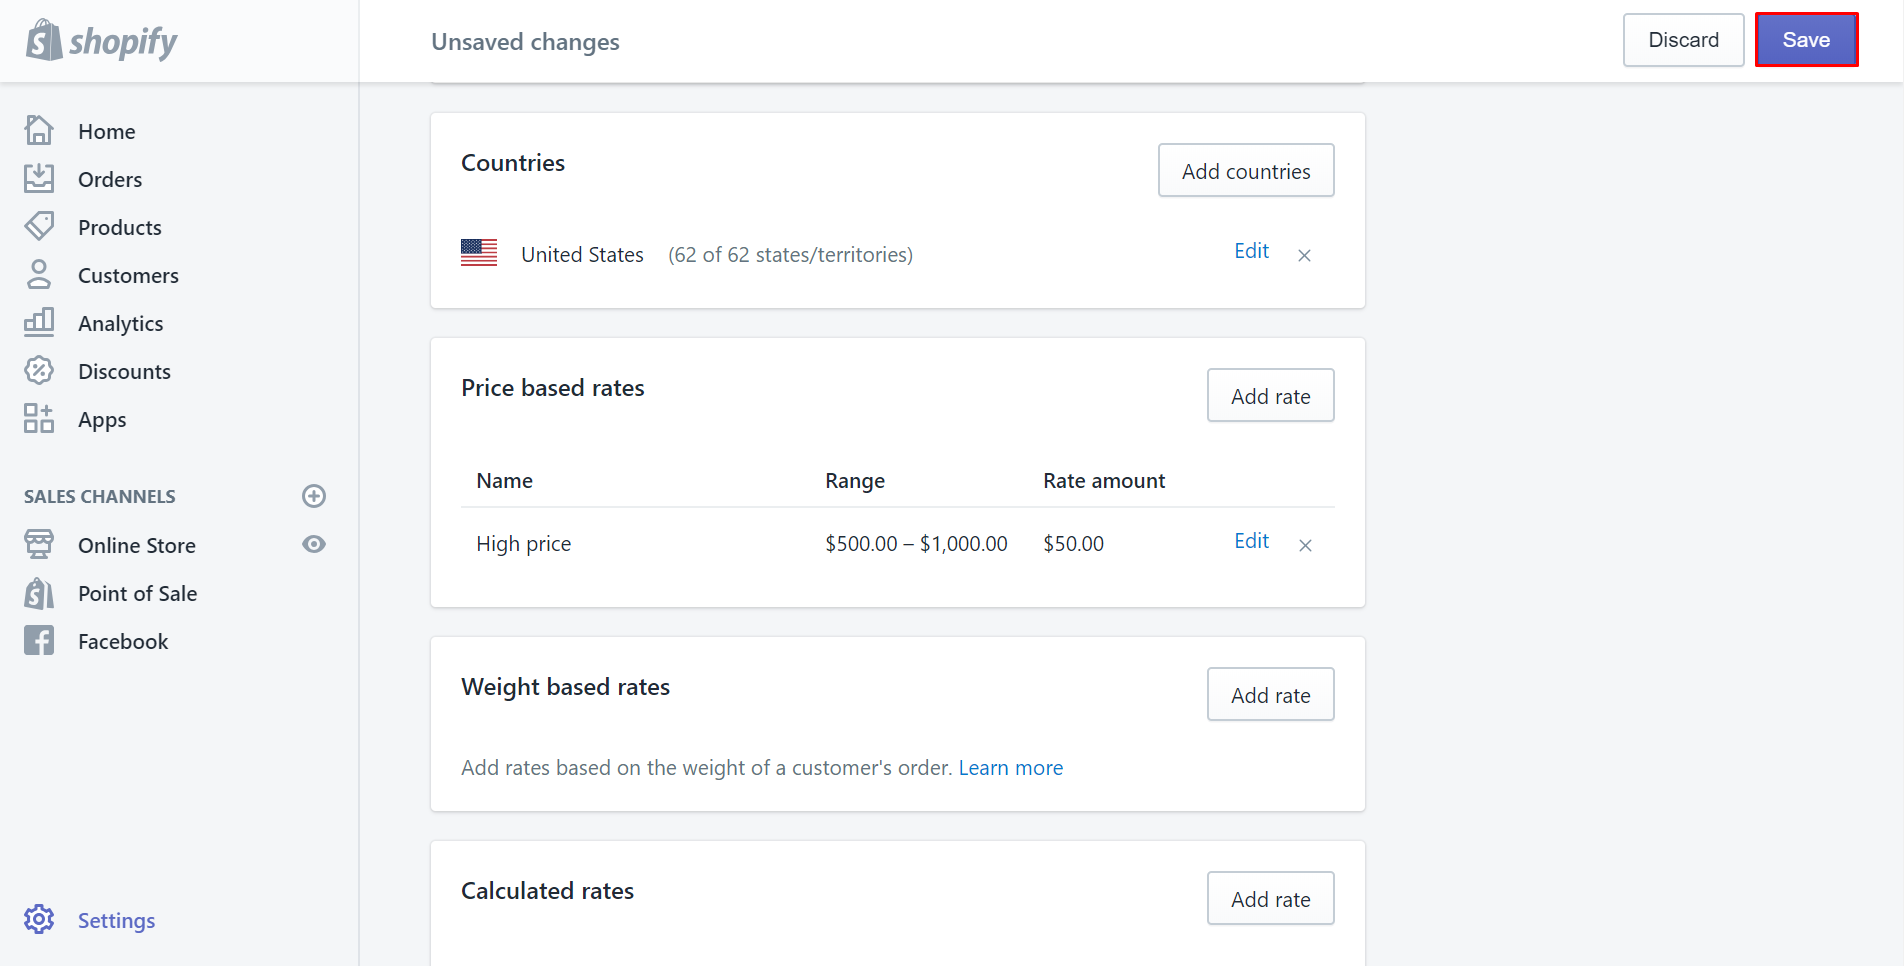 shopify
Unsaved changes
Discard
Save
Home
Orders
Products
Customers
Analytics
Discounts
Apps
SALES CHANNELS
Online Store
Point of Sale
Facebook
Settings
Countries
Add countries
United States (62 of 62 states/territories) Edit
Price based rates
Add rate
Name Range Rate amount
High price $500.00 – $1,000.00 $50.00 Edit
Weight based rates
Add rate
Add rates based on the weight of a customer's order. Learn more
Calculated rates
Add rate